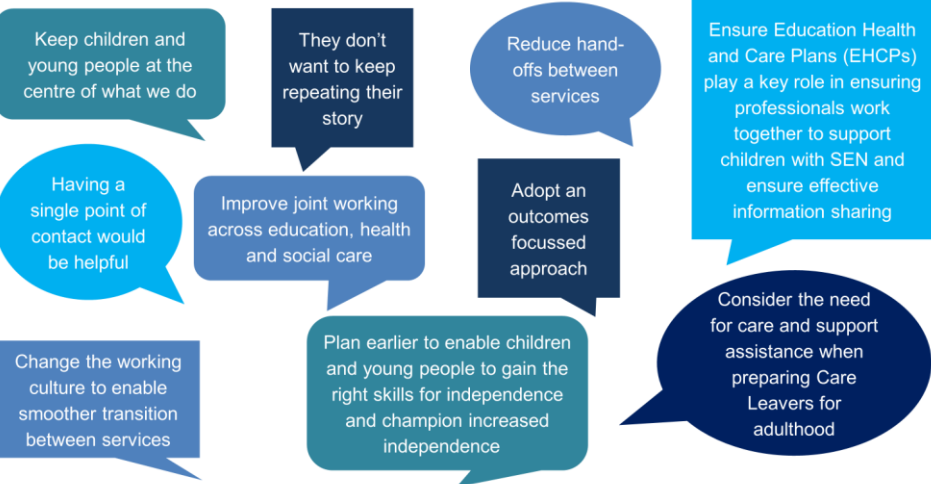 Keep children and
young people at the
centre of what we do
They don’t
want to keep
repeating their
story
Reduce hand-
offs between
services
Ensure Education Health
and Care Plans (EHCPs)
play a key role in ensuring
professionals work
together to support
children with SEN and
ensure effective
information sharing
Having a
single point of
contact would
be helpful
Improve joint working
across education, health
and social care
Adopt an
outcomes
focussed
approach
Consider the need
for care and support
assistance when
preparing Care
Leavers for
adulthood
Change the working
culture to enable
smoother transition
between services
Plan earlier to enable children
and young people to gain the
right skills for independence
and champion increased
independence